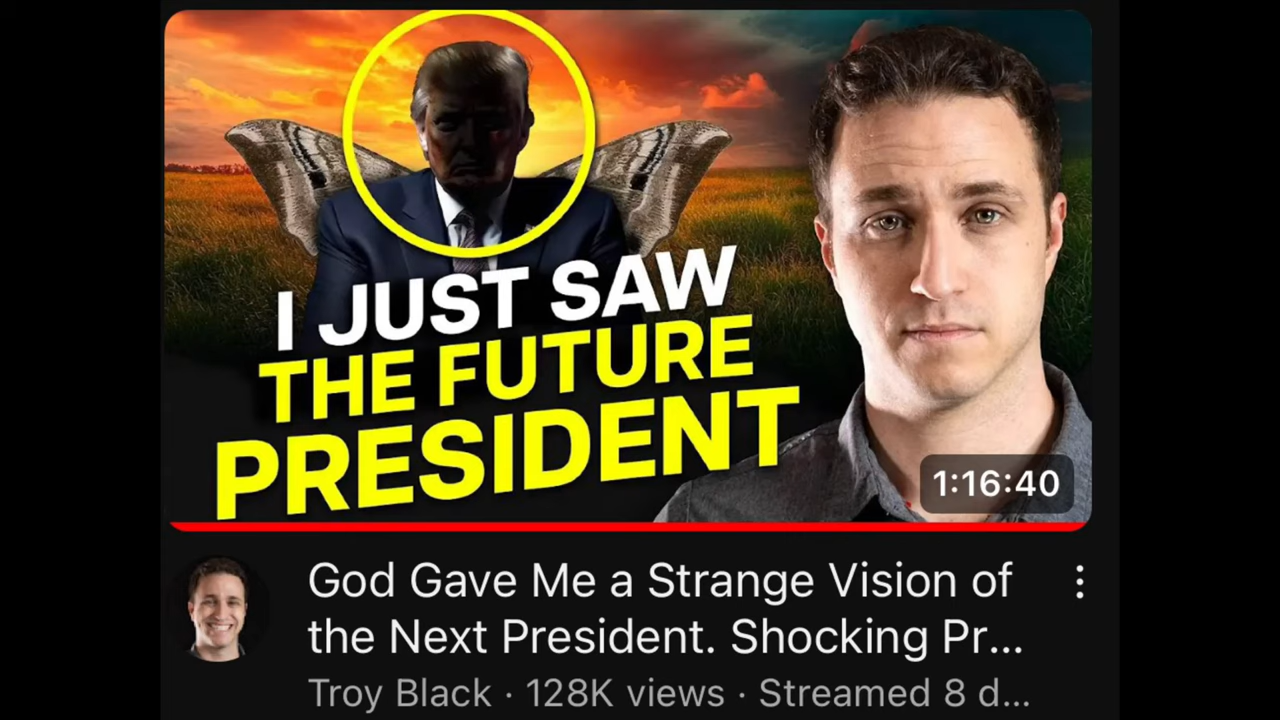 I JUST SAW
THE FUTURE
PRESIDENT
1:16:40
God Gave Me a Strange Vision of
the Next President. Shocking Pr...
Troy Black · 128K views · Streamed 8 d...